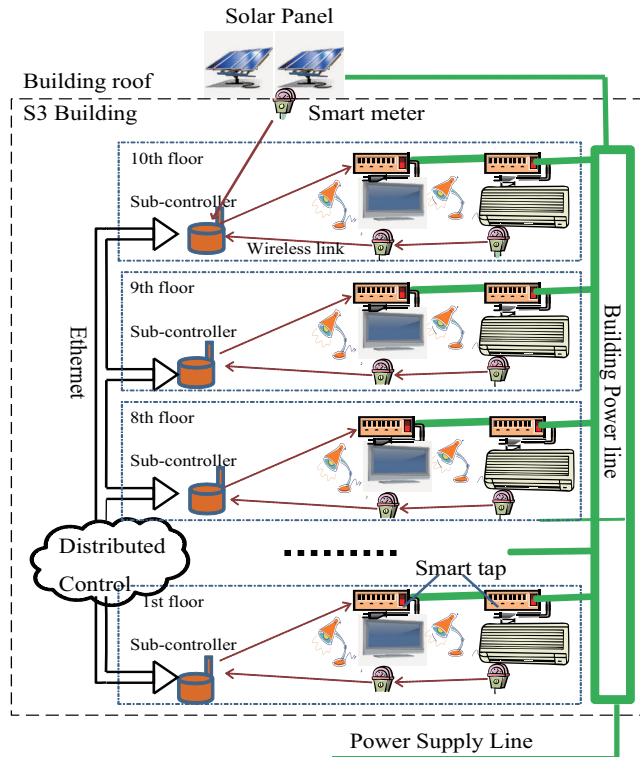 Solar Panel
Building roof
S3 Building
Smart meter
10th floor
Sub-controller
Wireless link
9th floor
Sub-controller
Ethernet
Building Power line
8th floor
Sub-controller
Distributed
Control
Smart tap
1st floor
Sub-controller
Power Supply Line